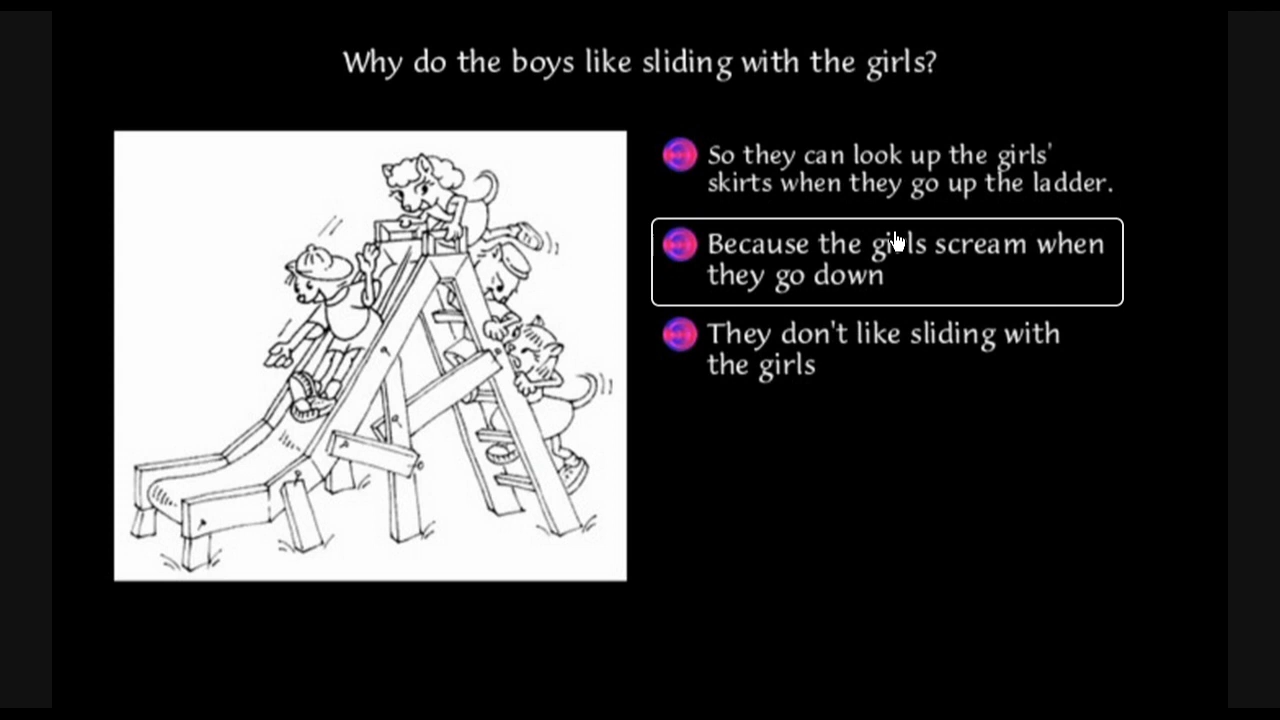 Why do the boys like sliding with the girls?
So they can look up the girls'
skirts when they go up the ladder.
Because the girls scream when
they go down
They don't like sliding with
the girls